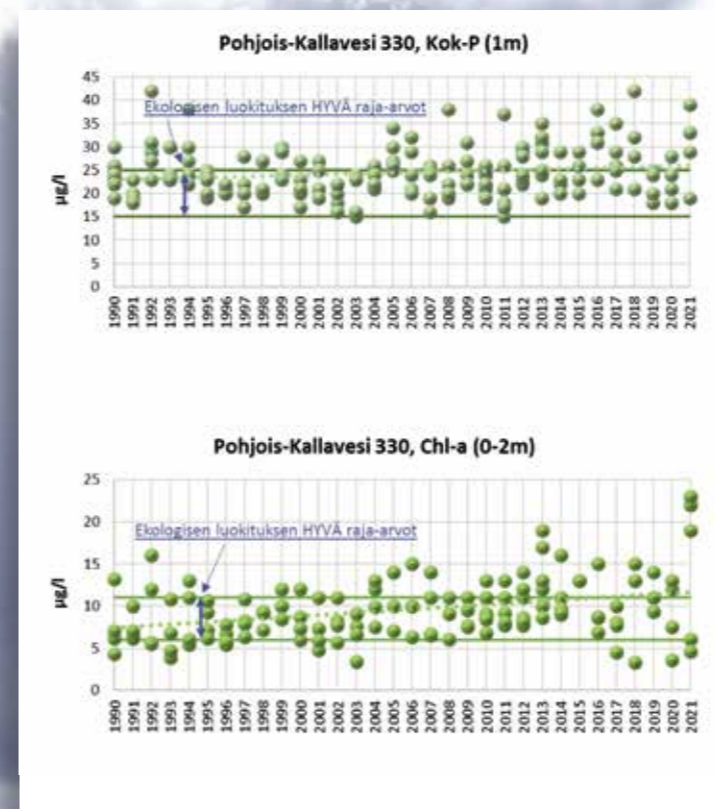 Pohjois-Kallavesi 330, Kok-P (1m)
45
40
35
30
25
20
15
10
5
0
µg/l
Ekologisen luokituksen HYVÄ raja-arvot
1990 1991 1992 1993 1994 1995 1996 1997 1998 1999 2000 2001 2002 2003 2004 2005 2006 2007 2008 2009 2010 2011 2012 2013 2014 2015 2016 2017 2018 2019 2020 2021
Pohjois-Kallavesi 330, Chl-a (0-2m)
25
20
15
10
5
0
µg/l
Ekologisen luokituksen HYVÄ raja-arvot
1990 1991 1992 1993 1994 1995 1996 1997 1998 1999 2000 2001 2002 2003 2004 2005 2006 2007 2008 2009 2010 2011 2012 2013 2014 2015 2016 2017 2018 2019 2020 2021